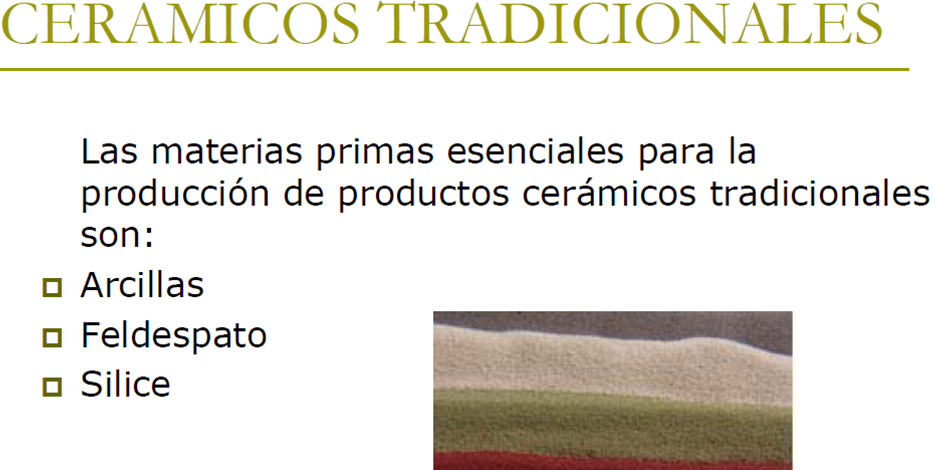 CERAMICOS TRADICIONALES
Las materias primas esenciales para la
producción de productos cerámicos tradicionales
son:
Arcillas
Feldespato
Silice